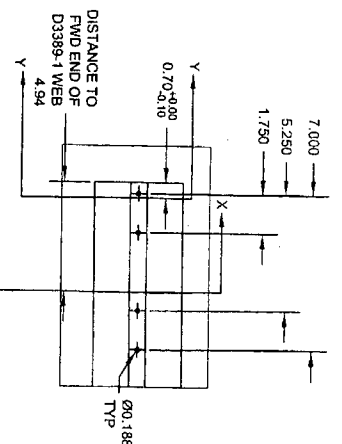 7.000
5.250
1.750
0.70 +0.00 -0.10
Y
X
Y
DISTANCE TO
FWD END OF
D3389-1 WEB
4.94
Ø0.188
TYP